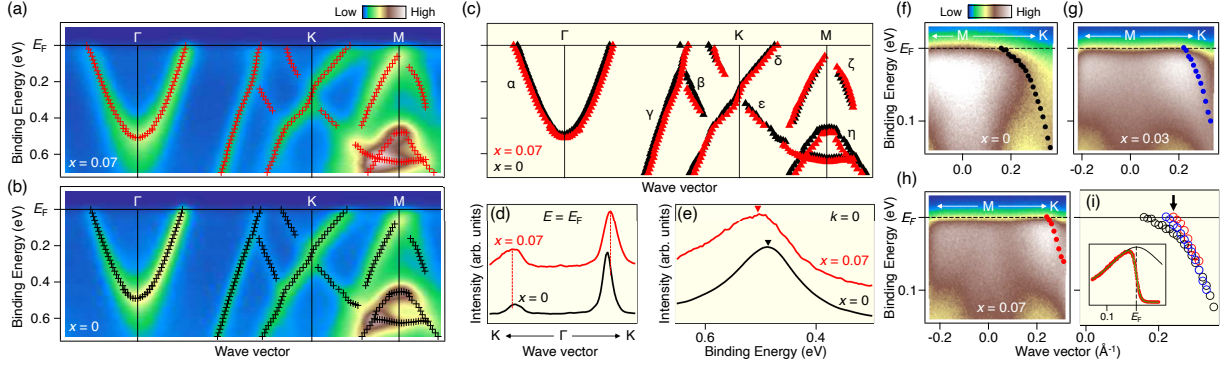 (a)
Low High
Γ K M
E_F
0.2
0.4
0.6
Binding Energy (eV)
x = 0.07
(b)
E_F
0.2
0.4
0.6
Binding Energy (eV)
x = 0
Wave vector
(c)
Γ K M
E_F
0.2
0.4
0.6
Binding Energy (eV)
α β γ δ ε ζ η
x = 0.07
x = 0
Wave vector
(d)
E = E_F
x = 0.07
x = 0
Intensity (arb. units)
K Γ K
Wave vector
(e)
k = 0
x = 0.07
x = 0
Intensity (arb. units)
0.6 0.4
Binding Energy (eV)
(f)
Low High
M K
E_F
0.1
Binding Energy (eV)
x = 0
-0.2 0.0 0.2
(g)
M K
x = 0.03
(h)
M K
E_F
0.1
Binding Energy (eV)
x = 0.07
-0.2 0.0 0.2
(i)
0.1 E_F
0.0 0.2
Wave vector (Å-1)